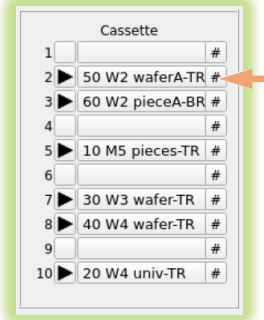 Cassette
1 #
2 50 W2 waferA-TR #
3 60 W2 pieceA-BR #
4 #
5 10 M5 pieces-TR #
6 #
7 30 W3 wafer-TR #
8 40 W4 wafer-TR #
9 #
10 20 W4 univ-TR #